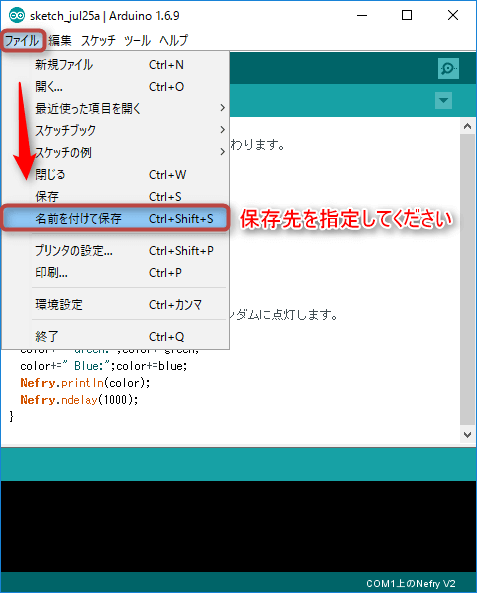 sketch_jul25a | Arduino 1.6.9
ファイル 編集 スケッチ ツール ヘルプ
新規ファイル Ctrl+N
開く... Ctrl+O
最近使った項目を開く
スケッチブック
スケッチの例
わります。
閉じる Ctrl+W
保存 Ctrl+S
名前を付けて保存 Ctrl+Shift+S
保存先を指定してください
プリンタの設定... Ctrl+Shift+P
印刷... Ctrl+P
環境設定 Ctrl+カンマ
ンダムに点灯します。
終了 Ctrl+Q
color+=" Blue:";color+=blue;
Nefry.println(color);
Nefry.ndelay(1000);
}
COM1上のNefry V2